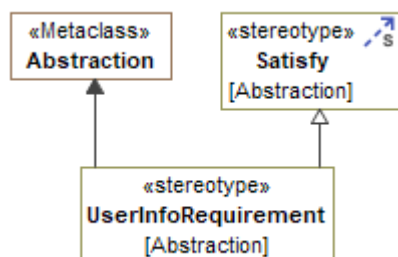 «Metaclass»
Abstraction
«stereotype»
S
Satisfy
[Abstraction]
«stereotype»
UserInfoRequirement
[Abstraction]